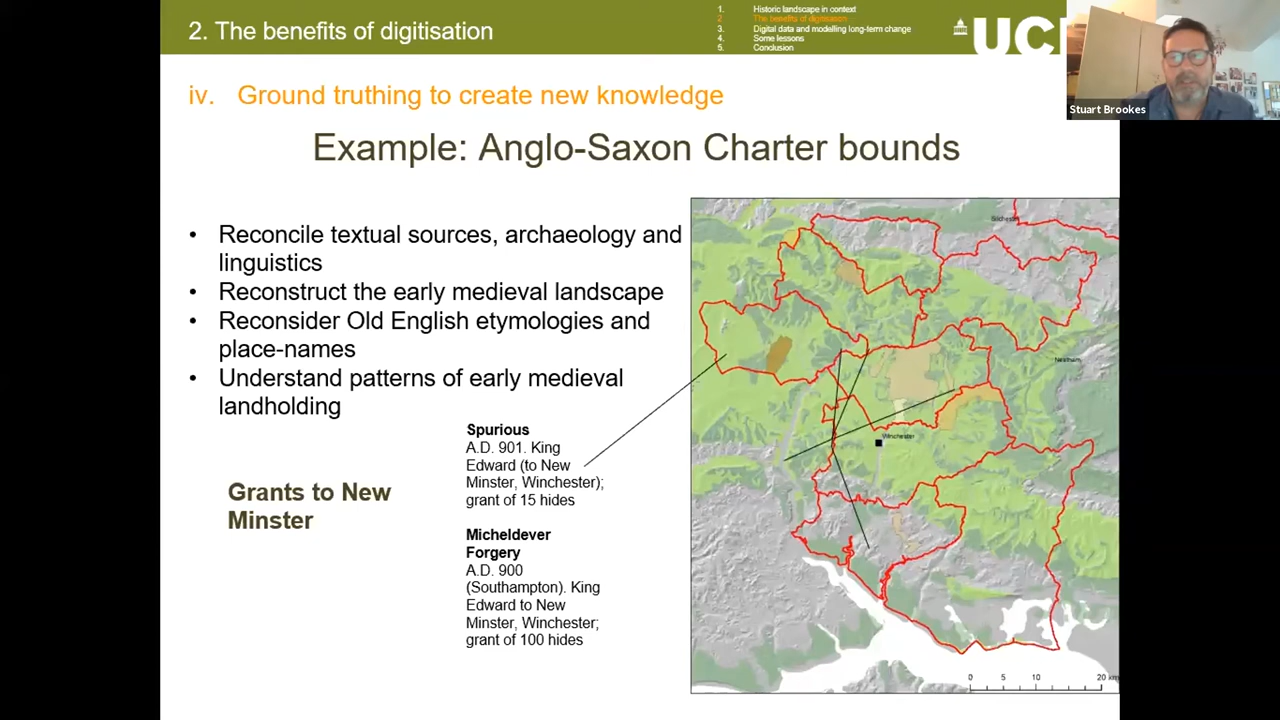 2. The benefits of digitisation
1. Historic landscape in context
2 The benefits of digitisation
3. Digital data and modelling long-term change
4. Some lessons
5. Conclusion
UCL
Stuart Brookes
iv. Ground truthing to create new knowledge
Example: Anglo-Saxon Charter bounds
• Reconcile textual sources, archaeology and
linguistics
• Reconstruct the early medieval landscape
• Reconsider Old English etymologies and
place-names
• Understand patterns of early medieval
landholding
Grants to New
Minster
Spurious
A.D. 901. King
Edward (to New
Minster, Winchester);
grant of 15 hides
Micheldever
Forgery
A.D. 900
(Southampton). King
Edward to New
Minster, Winchester;
grant of 100 hides
Winchester
0 5 10 20 km